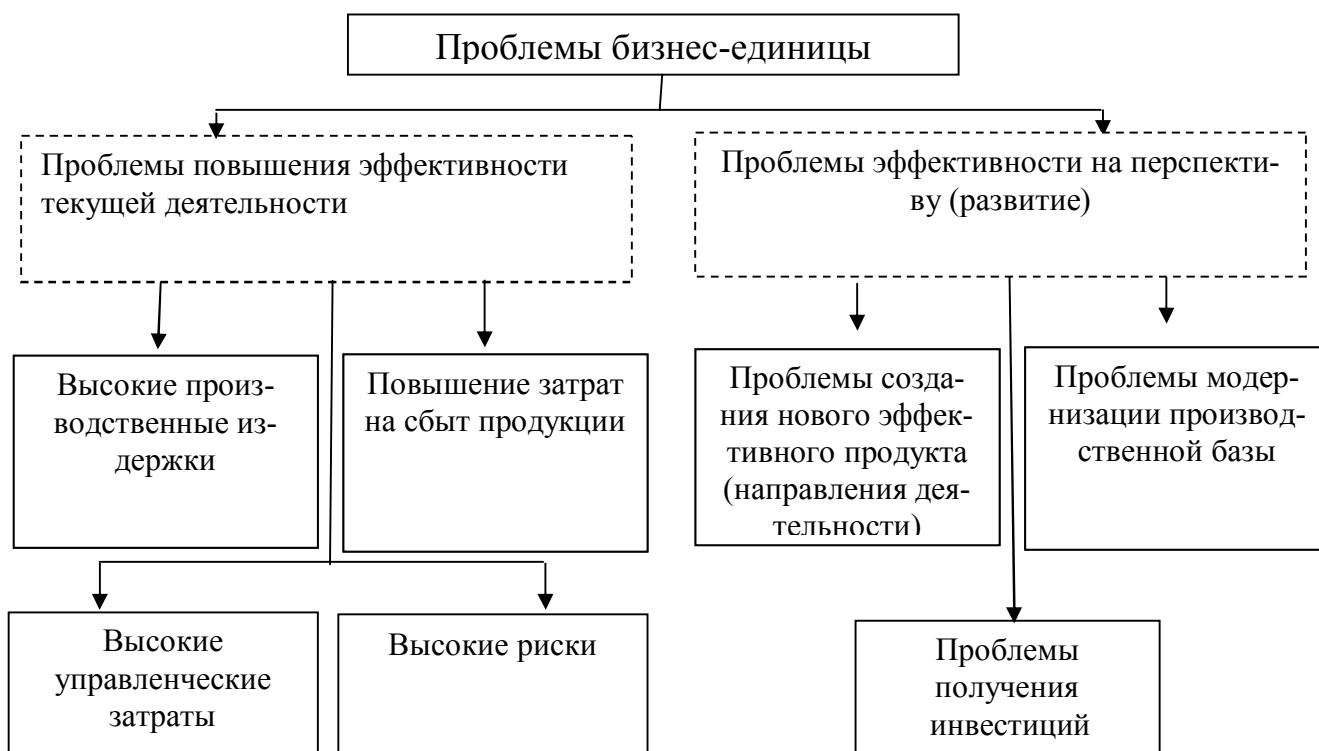 Проблемы бизнес-единицы
Проблемы повышения эффективности
текущей деятельности
Проблемы эффективности на перспекти-
ву (развитие)
Высокие произ-
водственные из-
держки
Повышение затрат
на сбыт продукции
Проблемы созда-
ния нового эффек-
тивного продукта
(направления дея-
тельности)
Проблемы модер-
низации производ-
ственной базы
Высокие
управленческие
затраты
Высокие риски
Проблемы
получения
инвестиций